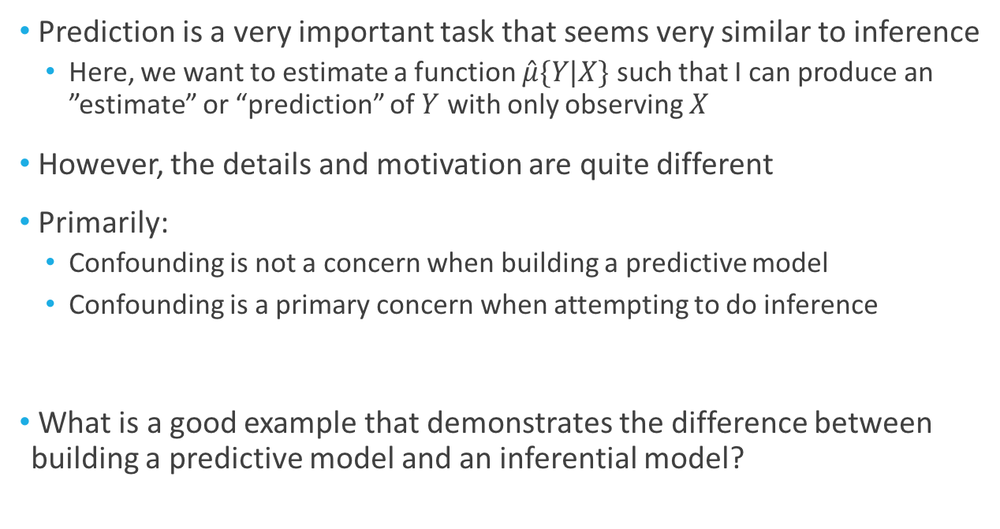 • Prediction is a very important task that seems very similar to inference
• Here, we want to estimate a function μ̂{Y|X} such that I can produce an
”estimate” or “prediction” of Y with only observing X
• However, the details and motivation are quite different
• Primarily:
• Confounding is not a concern when building a predictive model
• Confounding is a primary concern when attempting to do inference
• What is a good example that demonstrates the difference between
building a predictive model and an inferential model?